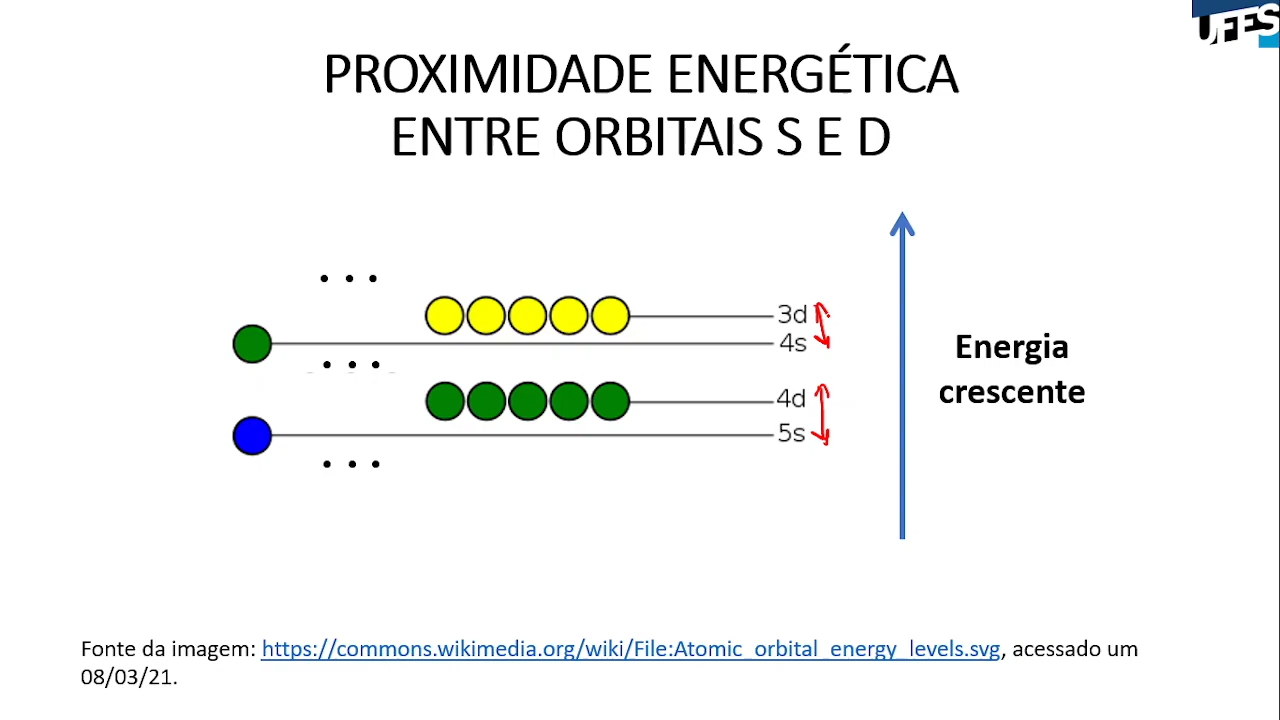 UFES
PROXIMIDADE ENERGÉTICA
ENTRE ORBITAIS S E D
• • •
3d
4s
• • •
4d
5s
• • •
Energia
crescente
Fonte da imagem: https://commons.wikimedia.org/wiki/File:Atomic_orbital_energy_levels.svg, acessado um
08/03/21.